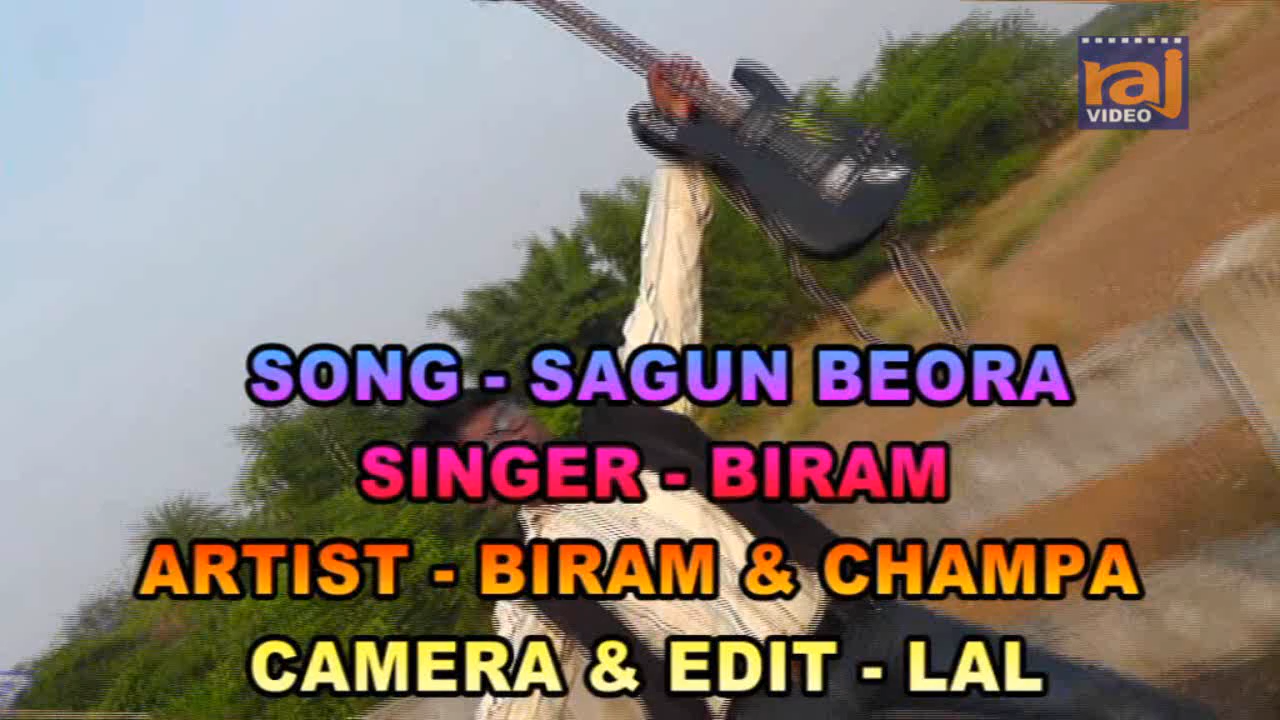 raj
VIDEO
SONG - SAGUN BEORA
SINGER - BIRAM
ARTIST - BIRAM & CHAMPA
CAMERA & EDIT - LAL